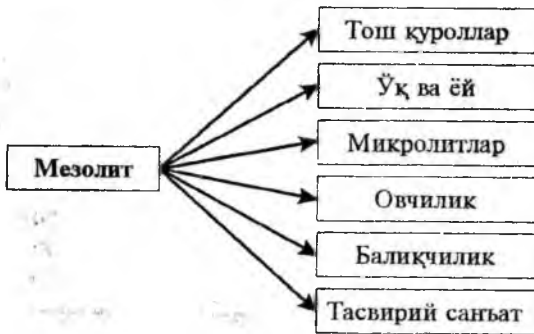 Тош қуроллар
Ўқ ва ёй
Микролитлар
Мезолит
Овчилик
Балиқчилик
Тасвирий санъат